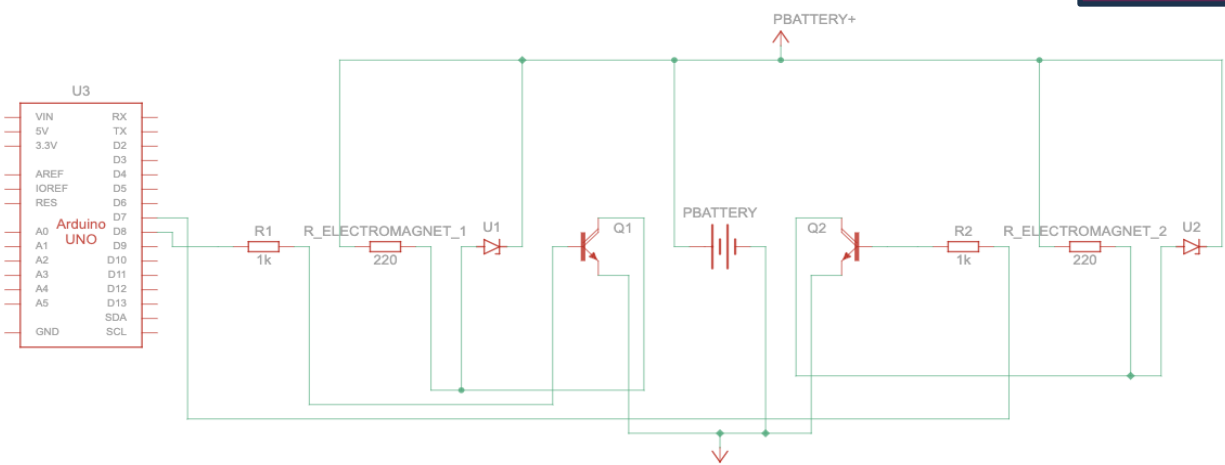 PBATTERY+
U3
VIN RX
5V TX
3.3V D2
D3
AREF D4
IOREF D5
RES D6
D7
A0 D8
A1 D9
A2 D10
A3 D11
A4 D12
A5 D13
SDA
GND SCL
Arduino
UNO
R1
1k
R_ELECTROMAGNET_1
220
U1
Q1
PBATTERY
Q2
R2
1k
R_ELECTROMAGNET_2
220
U2